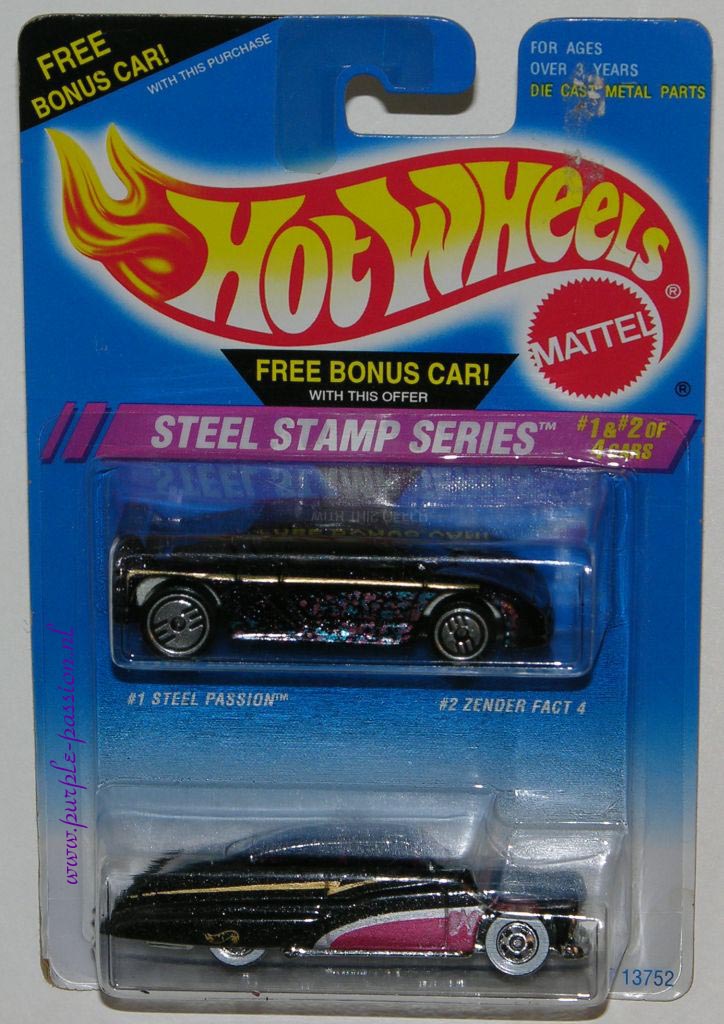 FREE
BONUS CAR!
WITH THIS PURCHASE
FOR AGES
OVER 3 YEARS
DIE CAST METAL PARTS
HOT WHEELS ®
MATTEL
®
FREE BONUS CAR!
WITH THIS OFFER
STEEL STAMP SERIES™
#1 & #2 OF
4 CARS
#1 STEEL PASSION™
#2 ZENDER FACT 4
www.purple-passion.nl
13752